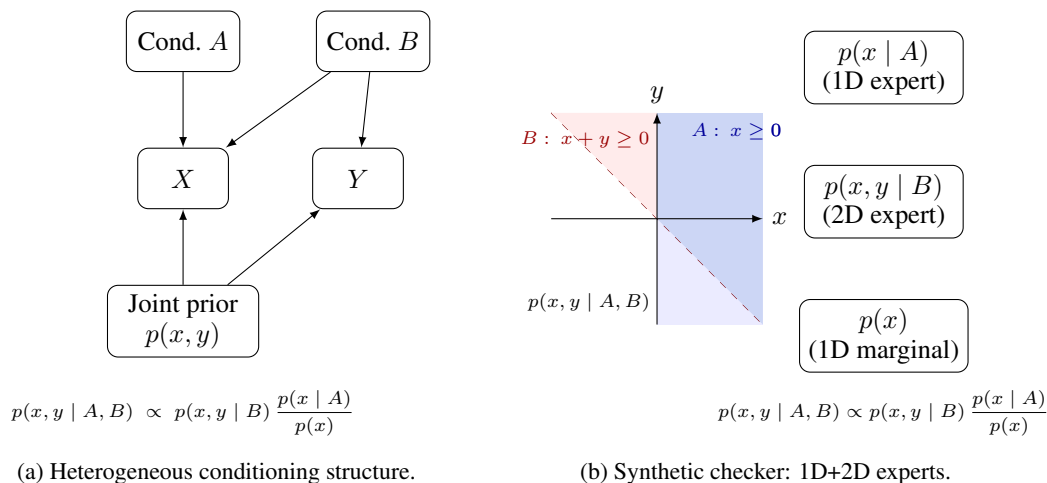 Cond. A
Cond. B
X
Y
Joint prior
p(x, y)
p(x, y | A, B) ∝ p(x, y | B) p(x | A) / p(x)
(a) Heterogeneous conditioning structure.
y
B : x + y ≥ 0
A : x ≥ 0
x
p(x, y | A, B)
p(x | A)
(1D expert)
p(x, y | B)
(2D expert)
p(x)
(1D marginal)
p(x, y | A, B) ∝ p(x, y | B) p(x | A) / p(x)
(b) Synthetic checker: 1D+2D experts.